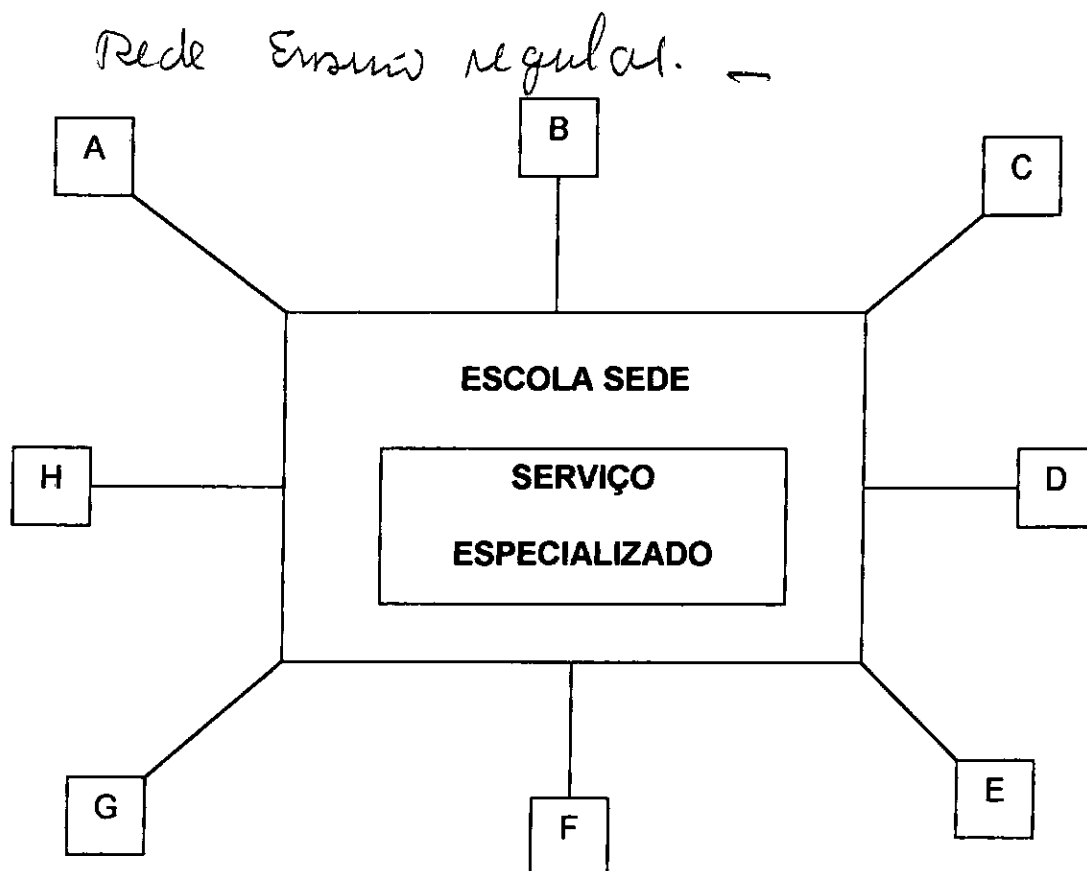 Rede Ensino regular. –
A
B
C
ESCOLA SEDE
H
SERVIÇO
D
ESPECIALIZADO
G
F
E